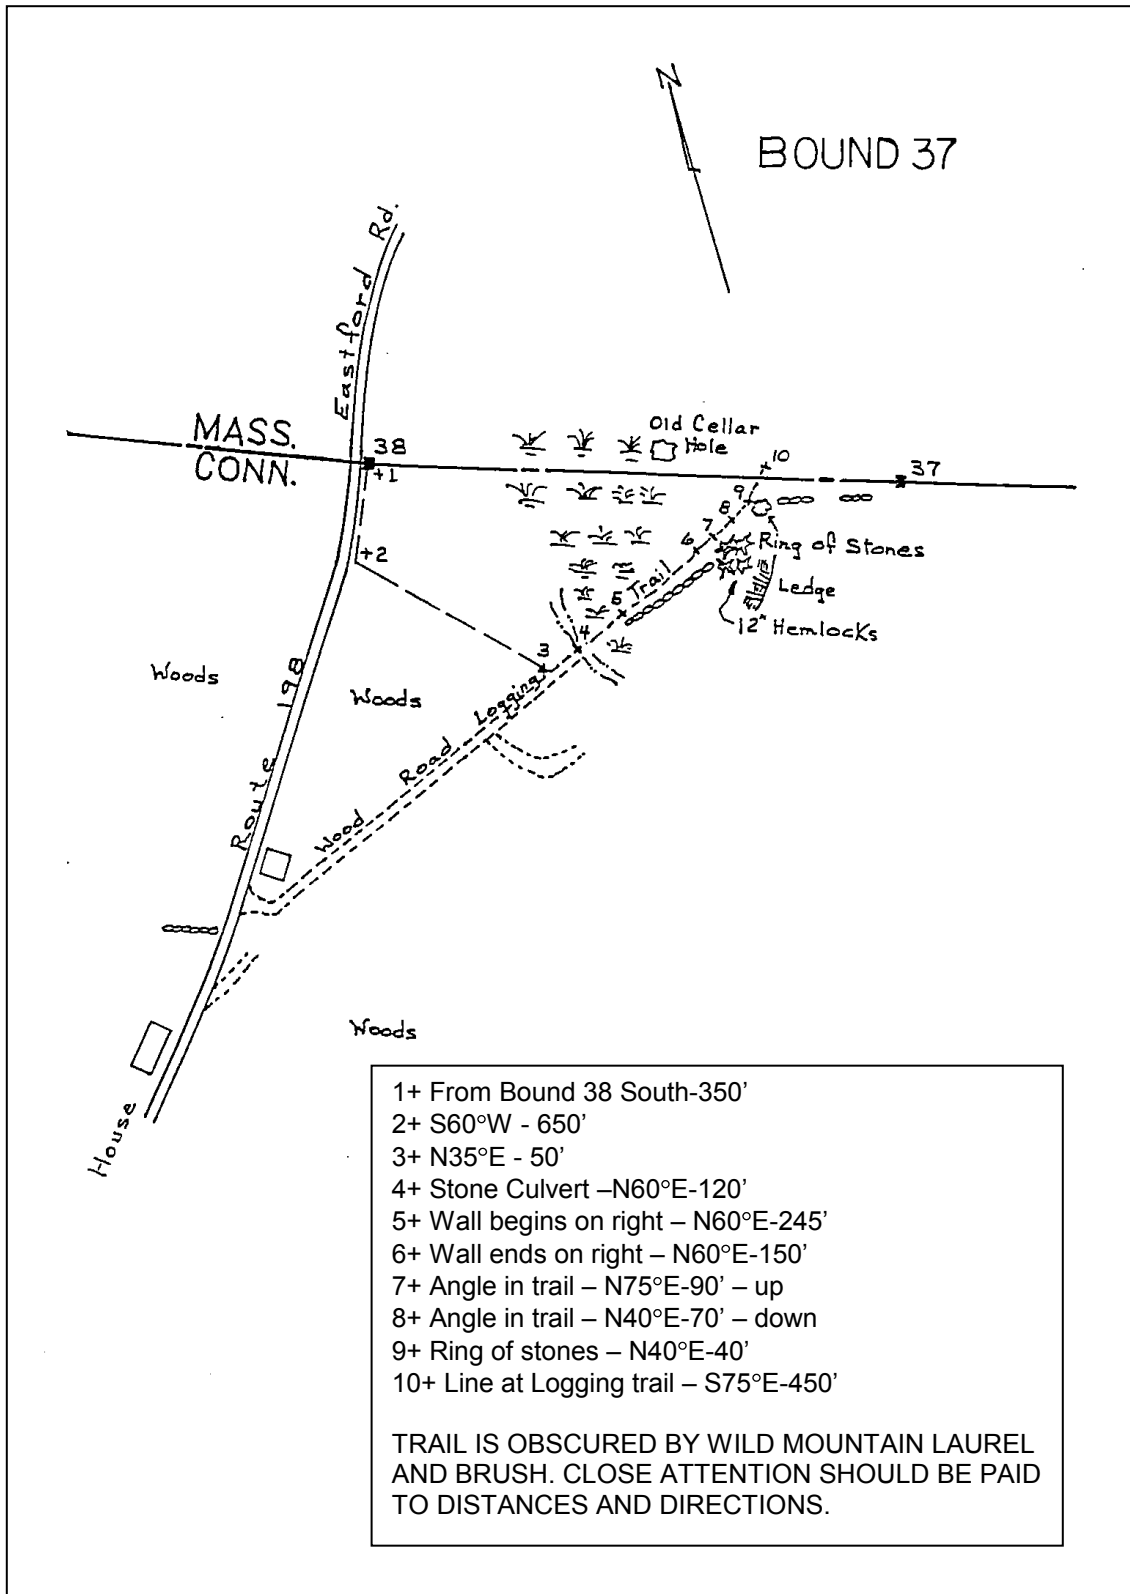 N
BOUND 37
Eastford Rd.
MASS.
CONN.
38
+1
+2
Old Cellar
Hole
+10
37
9
8
7
6
Ring of Stones
Ledge
12" Hemlocks
Trail
5
4
3
Logging
Road
Wood
Woods
Woods
Route 198
Woods
House
1+ From Bound 38 South-350’
2+ S60°W - 650’
3+ N35°E - 50’
4+ Stone Culvert –N60°E-120’
5+ Wall begins on right – N60°E-245’
6+ Wall ends on right – N60°E-150’
7+ Angle in trail – N75°E-90’ – up
8+ Angle in trail – N40°E-70’ – down
9+ Ring of stones – N40°E-40’
10+ Line at Logging trail – S75°E-450’
TRAIL IS OBSCURED BY WILD MOUNTAIN LAUREL
AND BRUSH. CLOSE ATTENTION SHOULD BE PAID
TO DISTANCES AND DIRECTIONS.